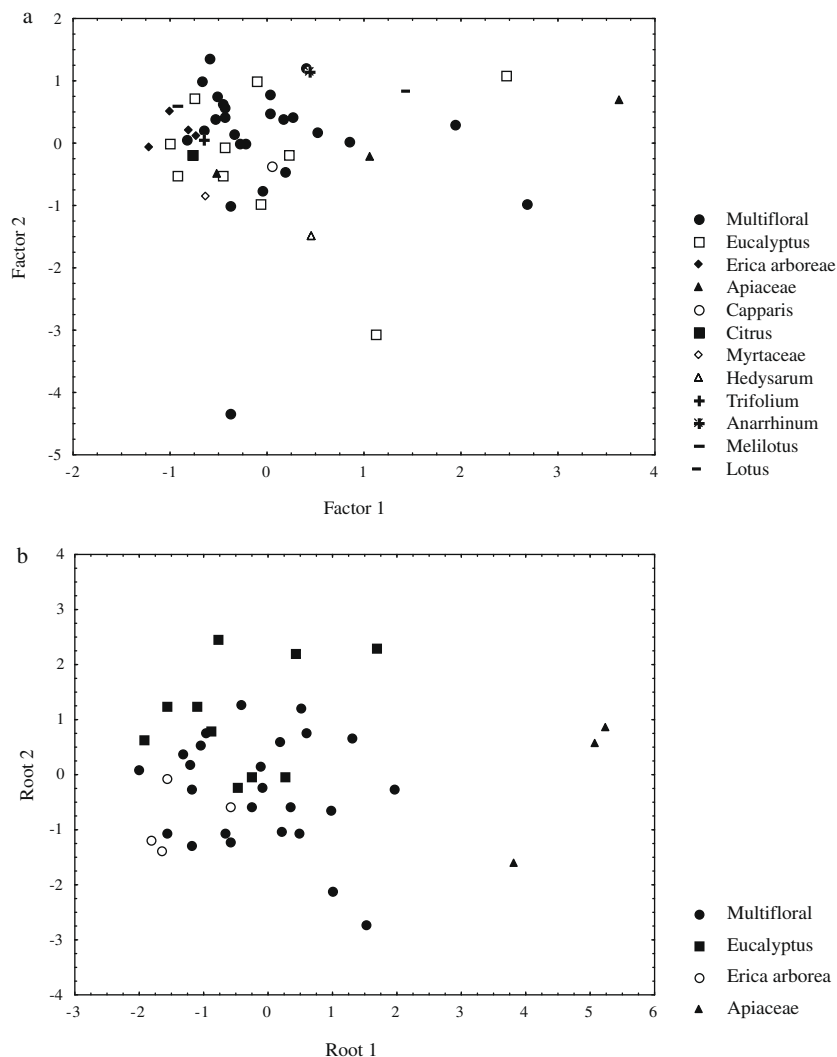 a
2
1
0
-1
-2
-3
-4
-5
Factor 2
-2
-1
0
1
2
3
4
Factor 1
Multifloral
Eucalyptus
Erica arboreae
Apiaceae
Capparis
Citrus
Myrtaceae
Hedysarum
Trifolium
Anarrhinum
Melilotus
Lotus
b
4
3
2
1
0
-1
-2
-3
-4
Root 2
-3
-2
-1
0
1
2
3
4
5
6
Root 1
Multifloral
Eucalyptus
Erica arborea
Apiaceae